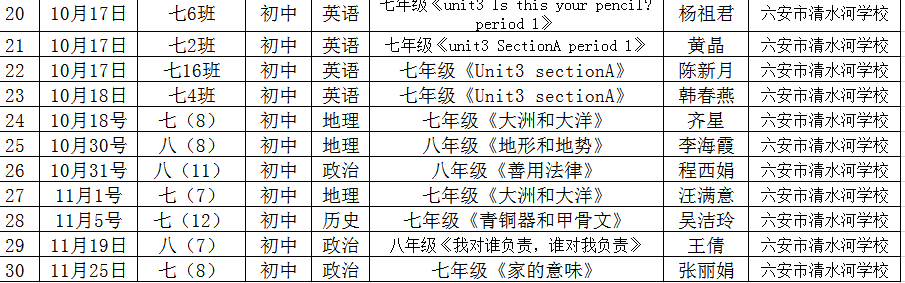 20 10月17日 七6班 初中 英语 七年级《unit3 Is this your pencil? period 1》 杨祖君 六安市清水河学校
21 10月17日 七2班 初中 英语 七年级《unit3 SectionA period 1》 黄晶 六安市清水河学校
22 10月17日 七16班 初中 英语 七年级《Unit3 sectionA》 陈新月 六安市清水河学校
23 10月18日 七4班 初中 英语 七年级《Unit3 sectionA》 韩春燕 六安市清水河学校
24 10月18号 七（8） 初中 地理 七年级《大洲和大洋》 齐星 六安市清水河学校
25 10月30号 八（8） 初中 地理 八年级《地形和地势》 李海霞 六安市清水河学校
26 10月31号 八（11） 初中 政治 八年级《善用法律》 程西娟 六安市清水河学校
27 11月1号 七（7） 初中 地理 七年级《大洲和大洋》 汪满意 六安市清水河学校
28 11月5号 七（12） 初中 历史 七年级《青铜器和甲骨文》 吴洁玲 六安市清水河学校
29 11月19日 八（7） 初中 政治 八年级《我对谁负责，谁对我负责》 王倩 六安市清水河学校
30 11月25日 七（8） 初中 政治 七年级《家的意味》 张丽娟 六安市清水河学校